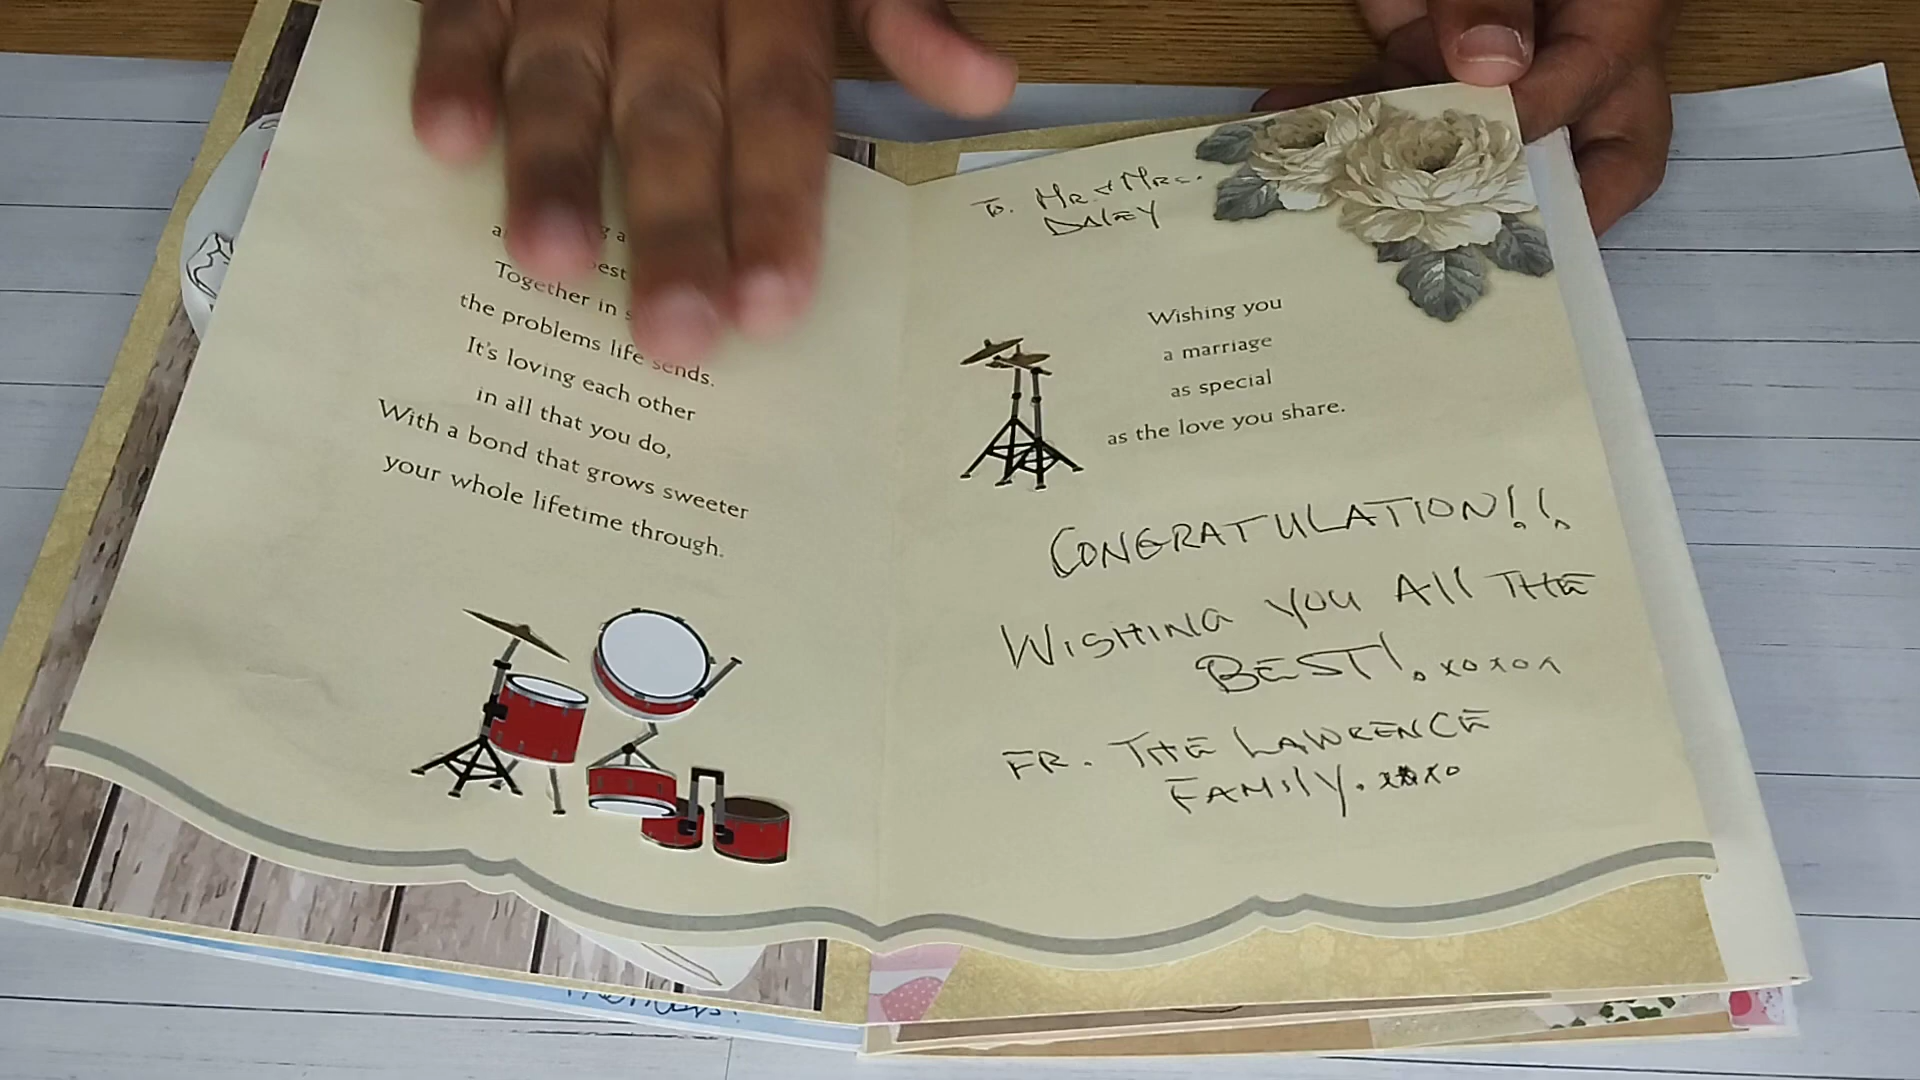 Together in
the problems life sends.
It's loving each other
in all that you do,
With a bond that grows sweeter
your whole lifetime through.
To. Mr. & Mrs.
Daley
Wishing you
a marriage
as special
as the love you share.
CONGRATULATION!!
WISHING YOU All THE
BEST! xoxox
FR. THE LAWRENCE
FAMIlY.